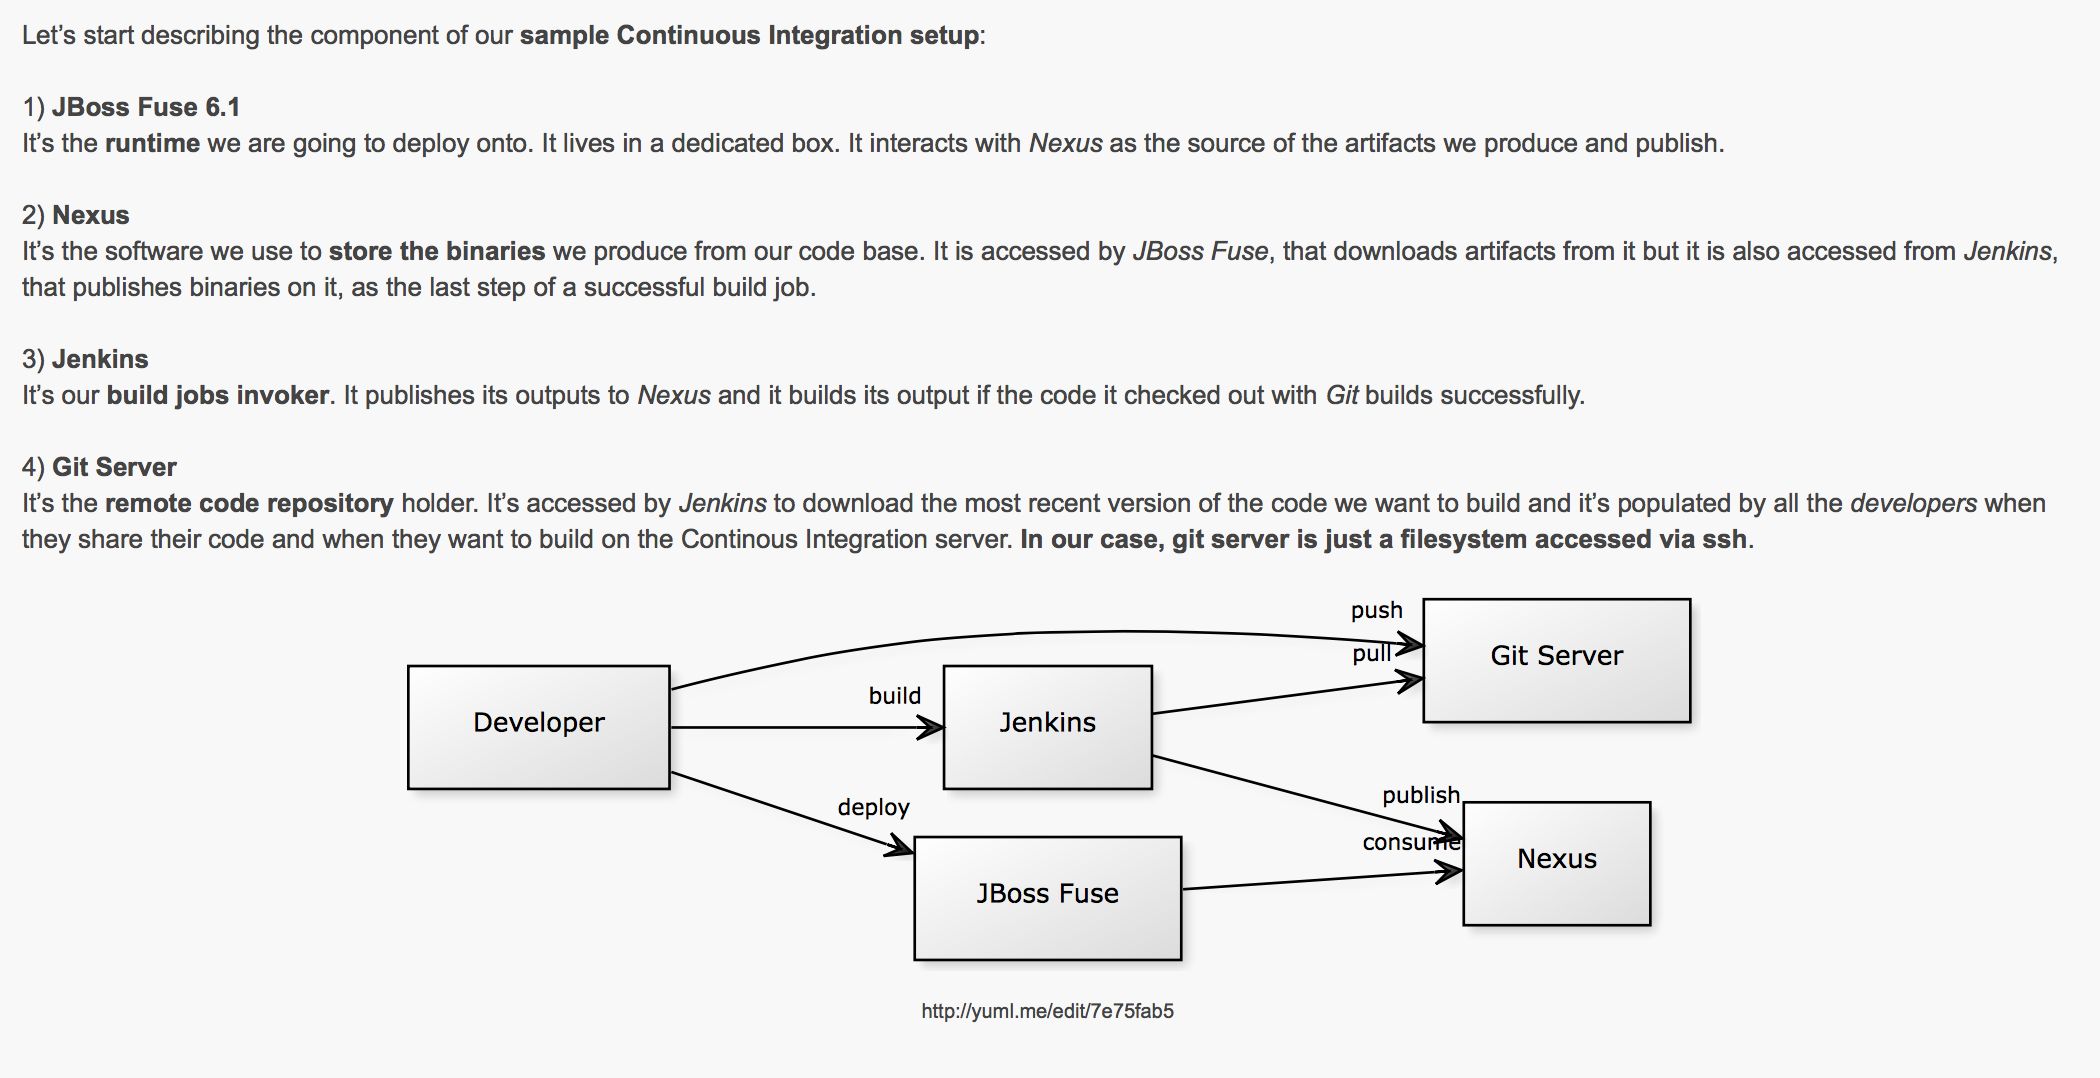 Let’s start describing the component of our sample Continuous Integration setup:
1) JBoss Fuse 6.1
It’s the runtime we are going to deploy onto. It lives in a dedicated box. It interacts with Nexus as the source of the artifacts we produce and publish.
2) Nexus
It’s the software we use to store the binaries we produce from our code base. It is accessed by JBoss Fuse, that downloads artifacts from it but it is also accessed from Jenkins,
that publishes binaries on it, as the last step of a successful build job.
3) Jenkins
It’s our build jobs invoker. It publishes its outputs to Nexus and it builds its output if the code it checked out with Git builds successfully.
4) Git Server
It’s the remote code repository holder. It’s accessed by Jenkins to download the most recent version of the code we want to build and it’s populated by all the developers when
they share their code and when they want to build on the Continous Integration server. In our case, git server is just a filesystem accessed via ssh.
push
pull
Git Server
build
Developer
Jenkins
deploy
publish
consume
Nexus
JBoss Fuse
http://yuml.me/edit/7e75fab5